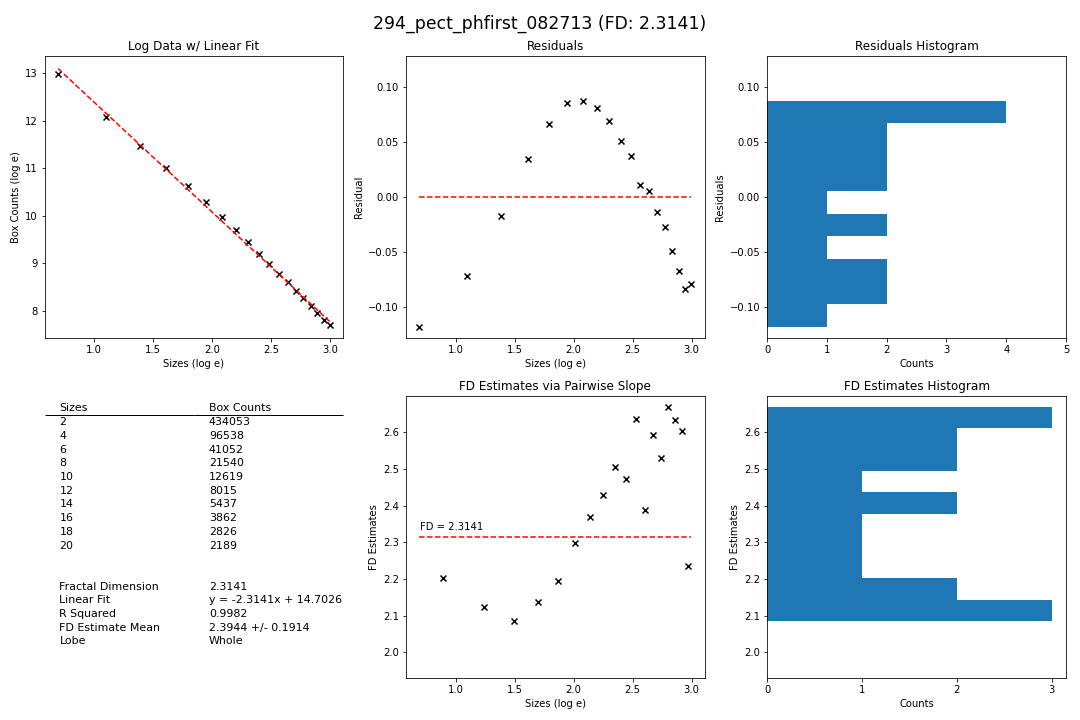 294_pect_phfirst_082713 (FD: 2.3141)
Log Data w/ Linear Fit
Box Counts (log e)
13
12
11
10
9
8
1.0 1.5 2.0 2.5 3.0
Sizes (log e)
Residuals
Residual
0.10
0.05
0.00
−0.05
−0.10
1.0 1.5 2.0 2.5 3.0
Sizes (log e)
Residuals Histogram
Residuals
0.10
0.05
0.00
−0.05
−0.10
0 1 2 3 4 5
Counts
Sizes Box Counts
2 434053
4 96538
6 41052
8 21540
10 12619
12 8015
14 5437
16 3862
18 2826
20 2189
Fractal Dimension 2.3141
Linear Fit y = -2.3141x + 14.7026
R Squared 0.9982
FD Estimate Mean 2.3944 +/- 0.1914
Lobe Whole
FD Estimates via Pairwise Slope
FD Estimates
2.6
2.5
2.4
FD = 2.3141
2.3
2.2
2.1
2.0
1.0 1.5 2.0 2.5 3.0
Sizes (log e)
FD Estimates Histogram
FD Estimates
2.6
2.5
2.4
2.3
2.2
2.1
2.0
0 1 2 3
Counts